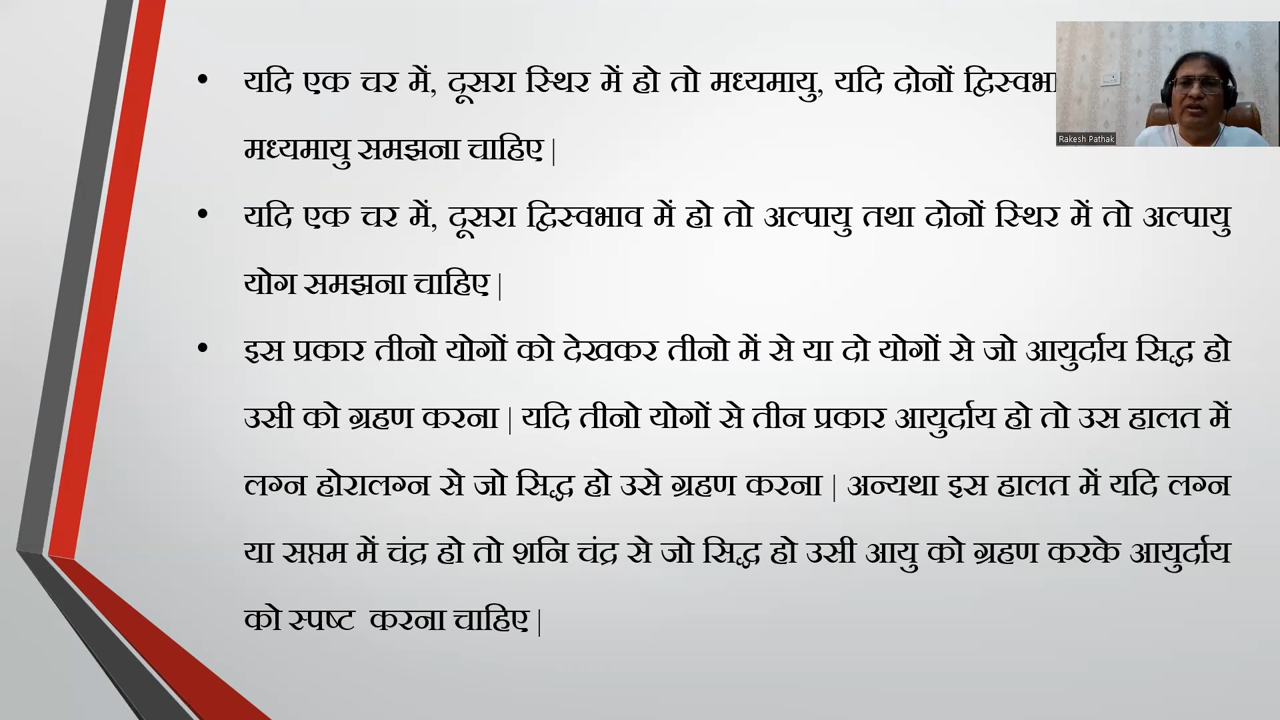 • यदि एक चर में, दूसरा स्थिर में हो तो मध्यमायु, यदि दोनों द्विस्वभा
मध्यमायु समझना चाहिए |
• यदि एक चर में, दूसरा द्विस्वभाव में हो तो अल्पायु तथा दोनों स्थिर में तो अल्पायु
योग समझना चाहिए |
• इस प्रकार तीनो योगों को देखकर तीनो में से या दो योगों से जो आयुर्दाय सिद्ध हो
उसी को ग्रहण करना | यदि तीनो योगों से तीन प्रकार आयुर्दाय हो तो उस हालत में
लग्न होरालग्न से जो सिद्ध हो उसे ग्रहण करना | अन्यथा इस हालत में यदि लग्न
या सप्तम में चंद्र हो तो शनि चंद्र से जो सिद्ध हो उसी आयु को ग्रहण करके आयुर्दाय
को स्पष्ट करना चाहिए |
Rakesh Pathak